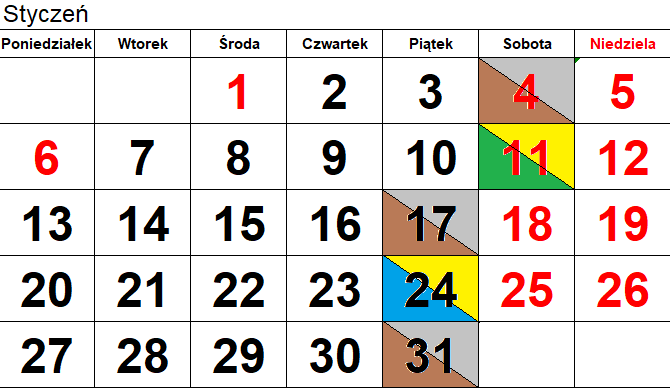 Styczeń
Poniedziałek Wtorek Środa Czwartek Piątek Sobota Niedziela
1 2 3 4 5
6 7 8 9 10 11 12
13 14 15 16 17 18 19
20 21 22 23 24 25 26
27 28 29 30 31